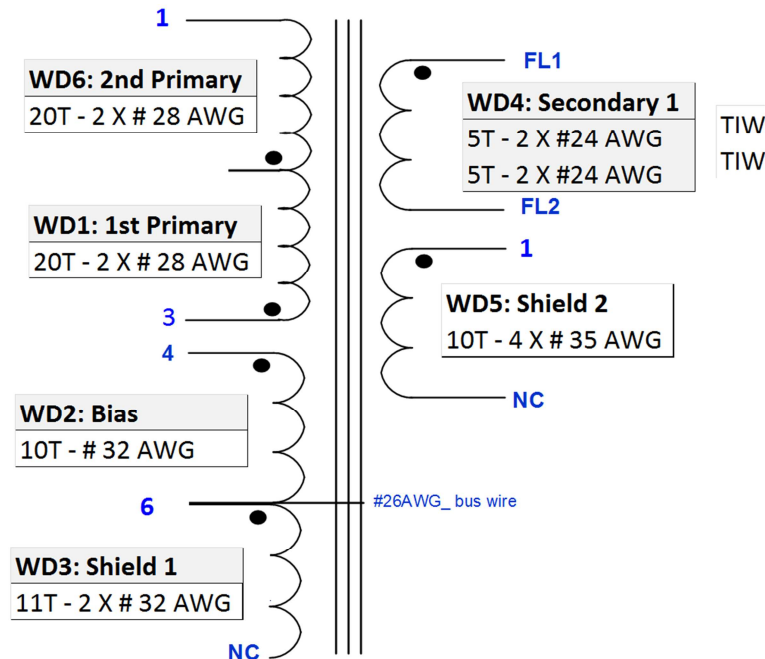 1
WD6: 2nd Primary
20T - 2 X # 28 AWG
WD1: 1st Primary
20T - 2 X # 28 AWG
3
4
WD2: Bias
10T - # 32 AWG
6
#26AWG_ bus wire
WD3: Shield 1
11T - 2 X # 32 AWG
NC
FL1
WD4: Secondary 1
5T - 2 X #24 AWG
TIW
5T - 2 X #24 AWG
TIW
FL2
1
WD5: Shield 2
10T - 4 X # 35 AWG
NC